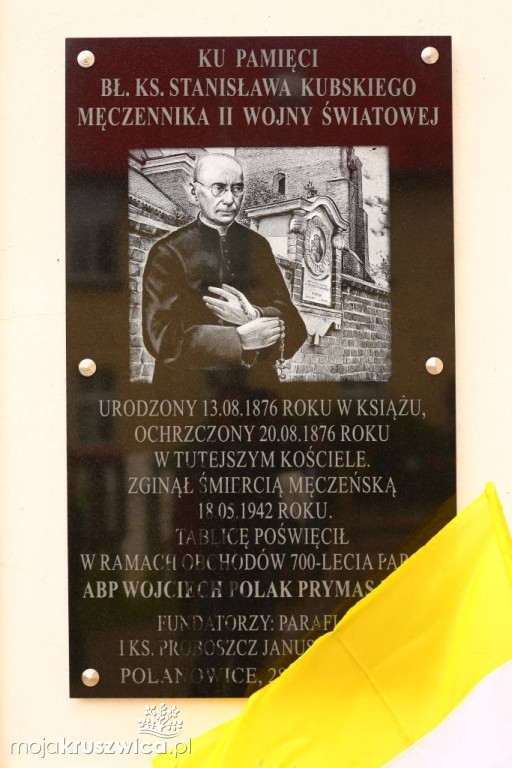 KU PAMIĘCI
BŁ. KS. STANISŁAWA KUBSKIEGO
MĘCZENNIKA II WOJNY ŚWIATOWEJ
URODZONY 13.08.1876 ROKU W KSIĄŻU,
OCHRZCZONY 20.08.1876 ROKU
W TUTEJSZYM KOŚCIELE.
ZGINĄŁ ŚMIERCIĄ MĘCZEŃSKĄ
18.05.1942 ROKU.
TABLICĘ POŚWIĘCIŁ
W RAMACH OBCHODÓW 700-LECIA
ABP WOJCIECH POLAK PRYMAS
FUNDATORZY:
I KS. PROBOSZCZ
POLANOWICE,
mojakruszwica.pl